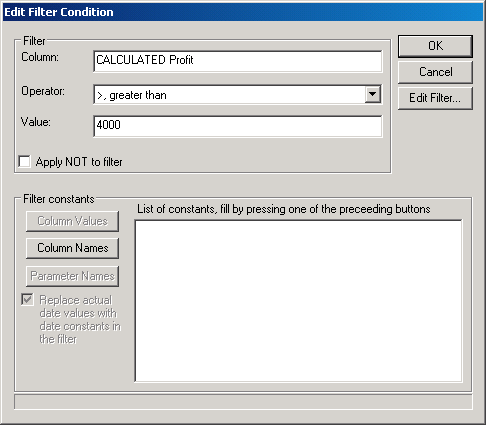 Edit Filter Condition
Filter
Column:
CALCULATED Profit
Operator:
>, greater than
Value:
4000
Apply NOT to filter
OK
Cancel
Edit Filter...
Filter constants
Column Values
Column Names
Parameter Names
Replace actual
date values with
date constants in
the filter
List of constants, fill by pressing one of the preceeding buttons